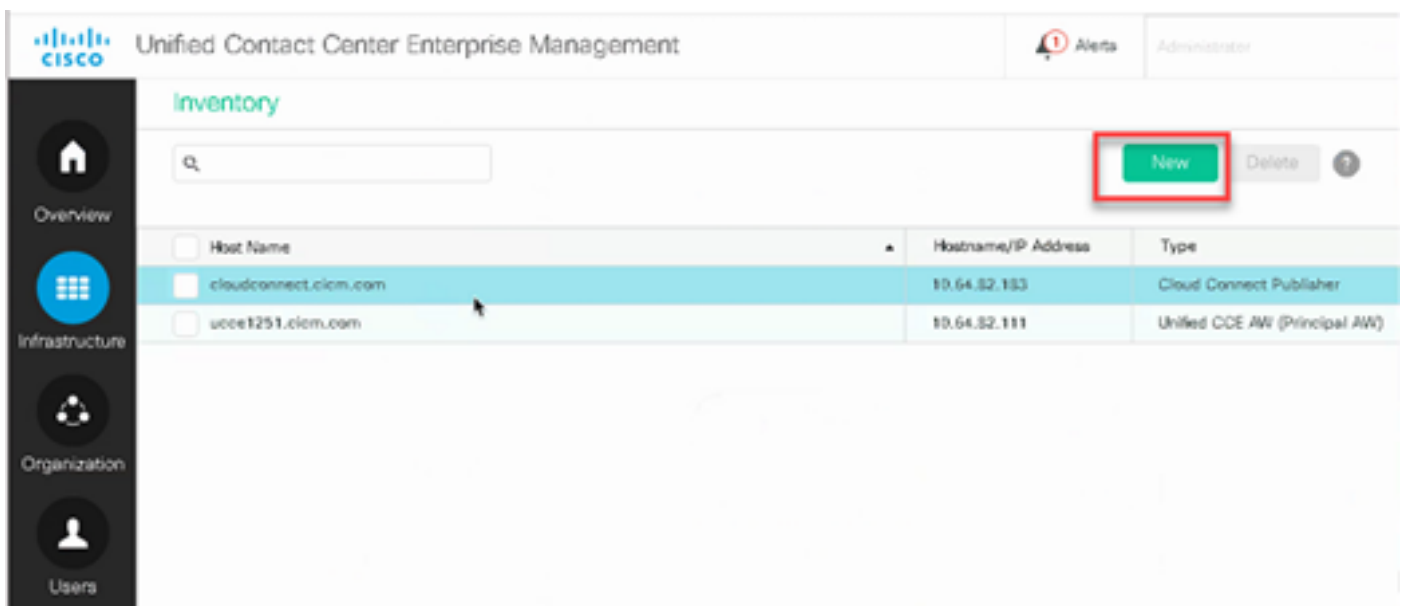 CISCO
Unified Contact Center Enterprise Management
1
Alerts
Administrator
Inventory
New
Delete
?
Overview
Host Name
Hostname/IP Address
Type
cloudconnect.cicm.com
10.64.82.183
Cloud Connect Publisher
ucce1251.cicm.com
10.64.82.111
Unified CCE AW (Principal AW)
Infrastructure
Organization
Users